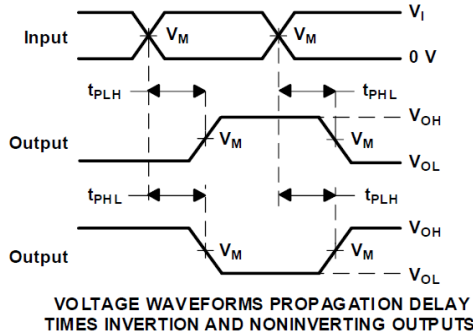 V_I
Input V_M V_M
0 V
t_PLH t_PHL
V_OH
Output V_M V_M
V_OL
t_PHL t_PLH
V_OH
Output V_M V_M
V_OL
VOLTAGE WAVEFORMS PROPAGATION DELAY
TIMES INVERTION AND NONINVERTING OUTPUTS